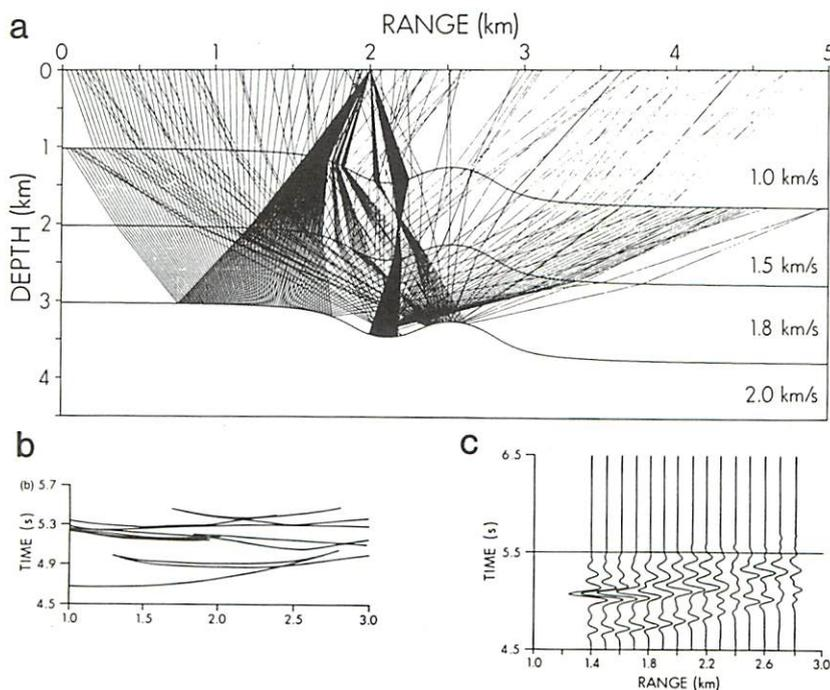 a
RANGE (km)
0 1 2 3 4 5
DEPTH (km)
0
1
2
3
4
1.0 km/s
1.5 km/s
1.8 km/s
2.0 km/s
b
(b) 5.7
5.3
4.9
4.5
TIME (s)
1.0 1.5 2.0 2.5 3.0
c
6.5
5.5
4.5
TIME (s)
1.0 1.4 1.8 2.2 2.6 3.0
RANGE (km)